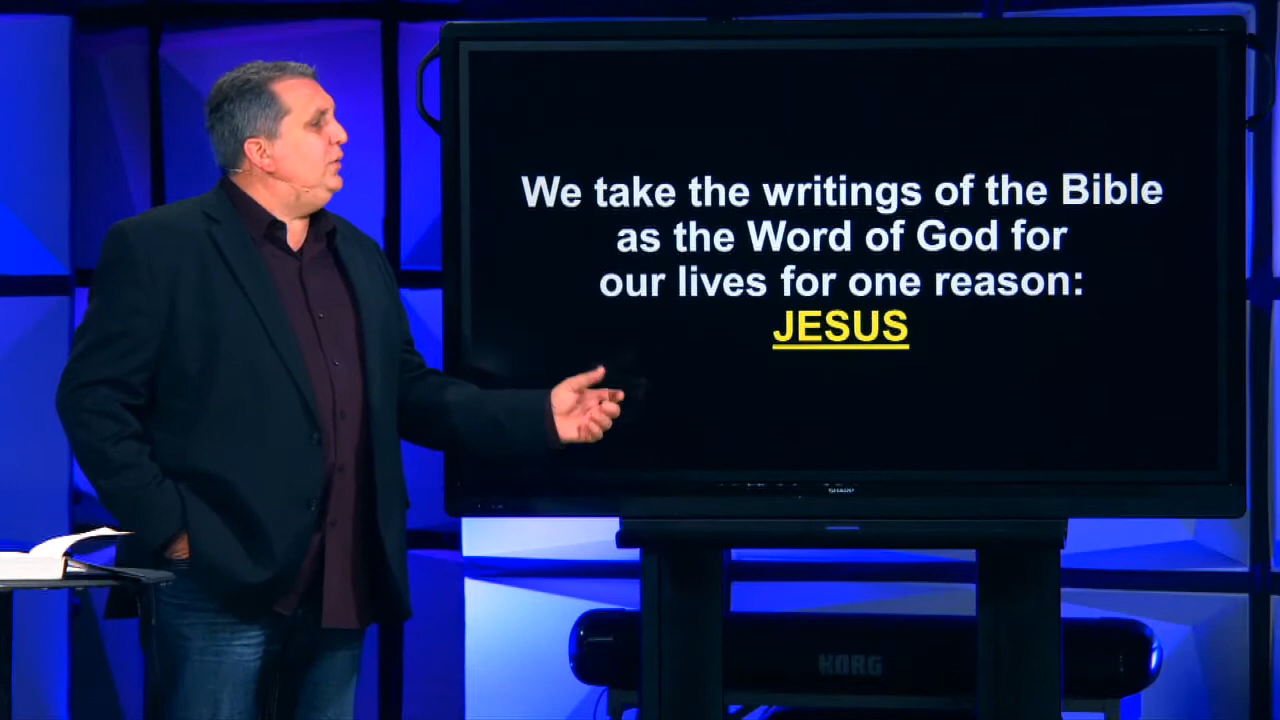 We take the writings of the Bible
as the Word of God for
our lives for one reason:
JESUS
SHARP
KORG